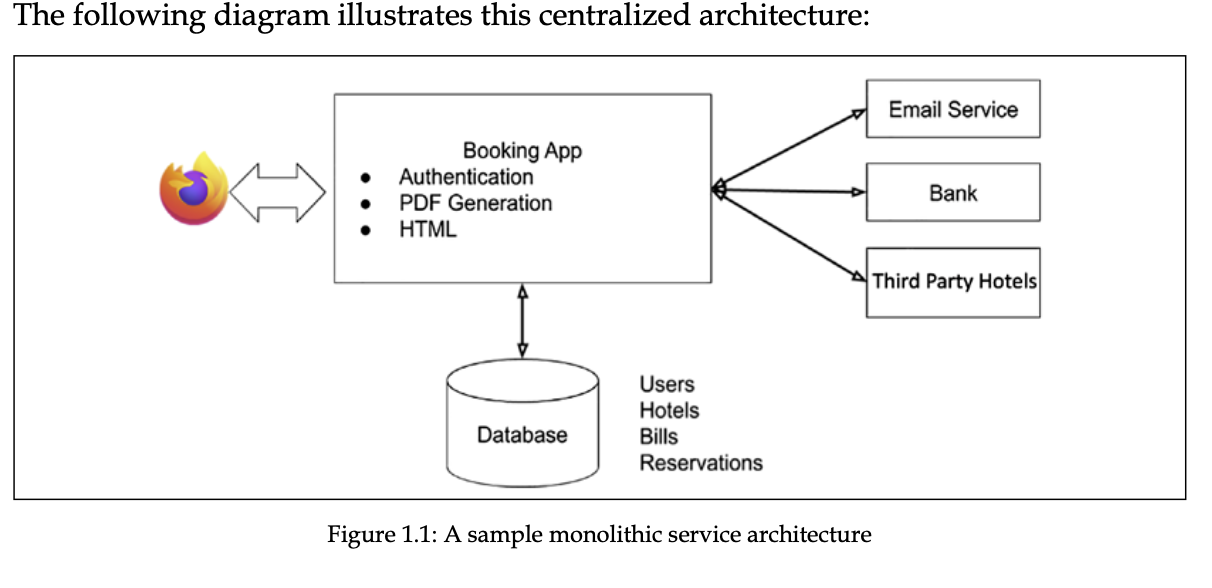 The following diagram illustrates this centralized architecture:
Booking App
● Authentication
● PDF Generation
● HTML
Email Service
Bank
Third Party Hotels
Database
Users
Hotels
Bills
Reservations
Figure 1.1: A sample monolithic service architecture